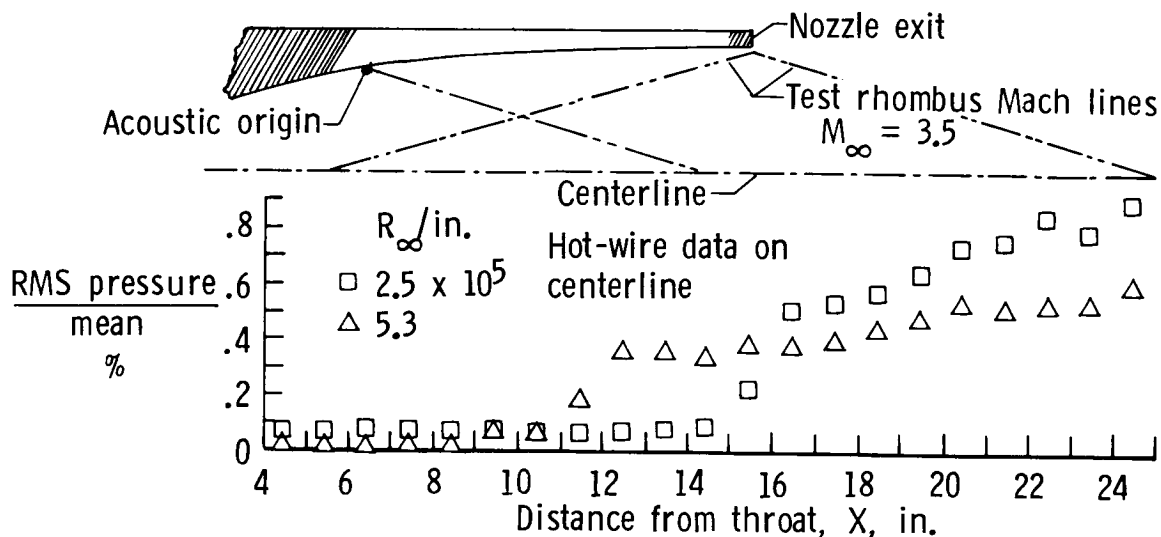 Nozzle exit
Acoustic origin
Test rhombus Mach lines
M∞ = 3.5
Centerline
R∞/in.
□ 2.5 x 10⁵
△ 5.3
Hot-wire data on
centerline
RMS pressure
mean
%
.8
.6
.4
.2
0
4 6 8 10 12 14 16 18 20 22 24
Distance from throat, X, in.